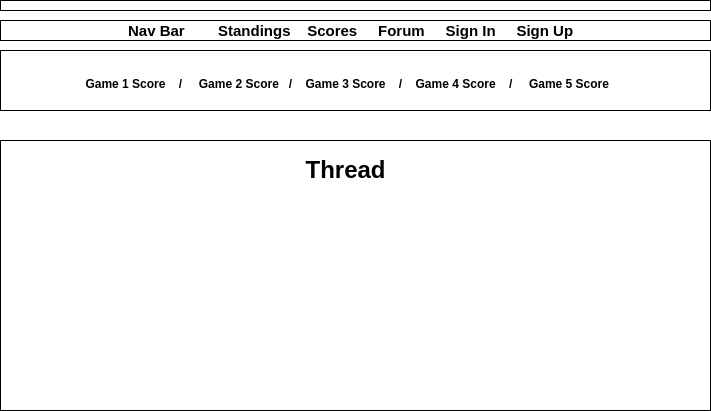 Nav Bar Standings Scores Forum Sign In Sign Up
Game 1 Score / Game 2 Score / Game 3 Score / Game 4 Score / Game 5 Score
Thread